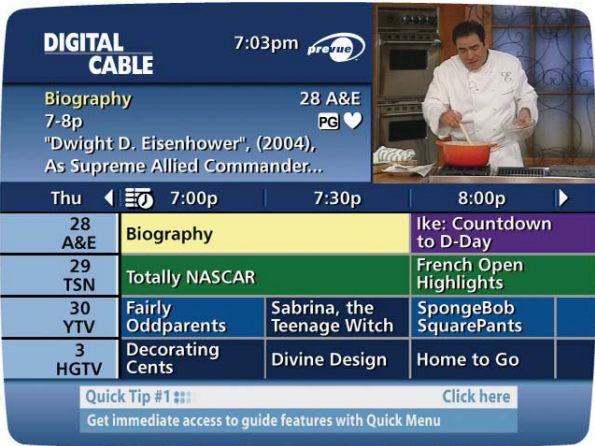 DIGITAL
CABLE
7:03pm prevue
Biography 28 A&E
7-8p PG
"Dwight D. Eisenhower", (2004),
As Supreme Allied Commander...
Thu 7:00p 7:30p 8:00p
28
A&E
Biography
Ike: Countdown
to D-Day
29
TSN
Totally NASCAR
French Open
Highlights
30
YTV
Fairly
Oddparents
Sabrina, the
Teenage Witch
SpongeBob
SquarePants
3
HGTV
Decorating
Cents
Divine Design
Home to Go
Quick Tip #1 Click here
Get immediate access to guide features with Quick Menu